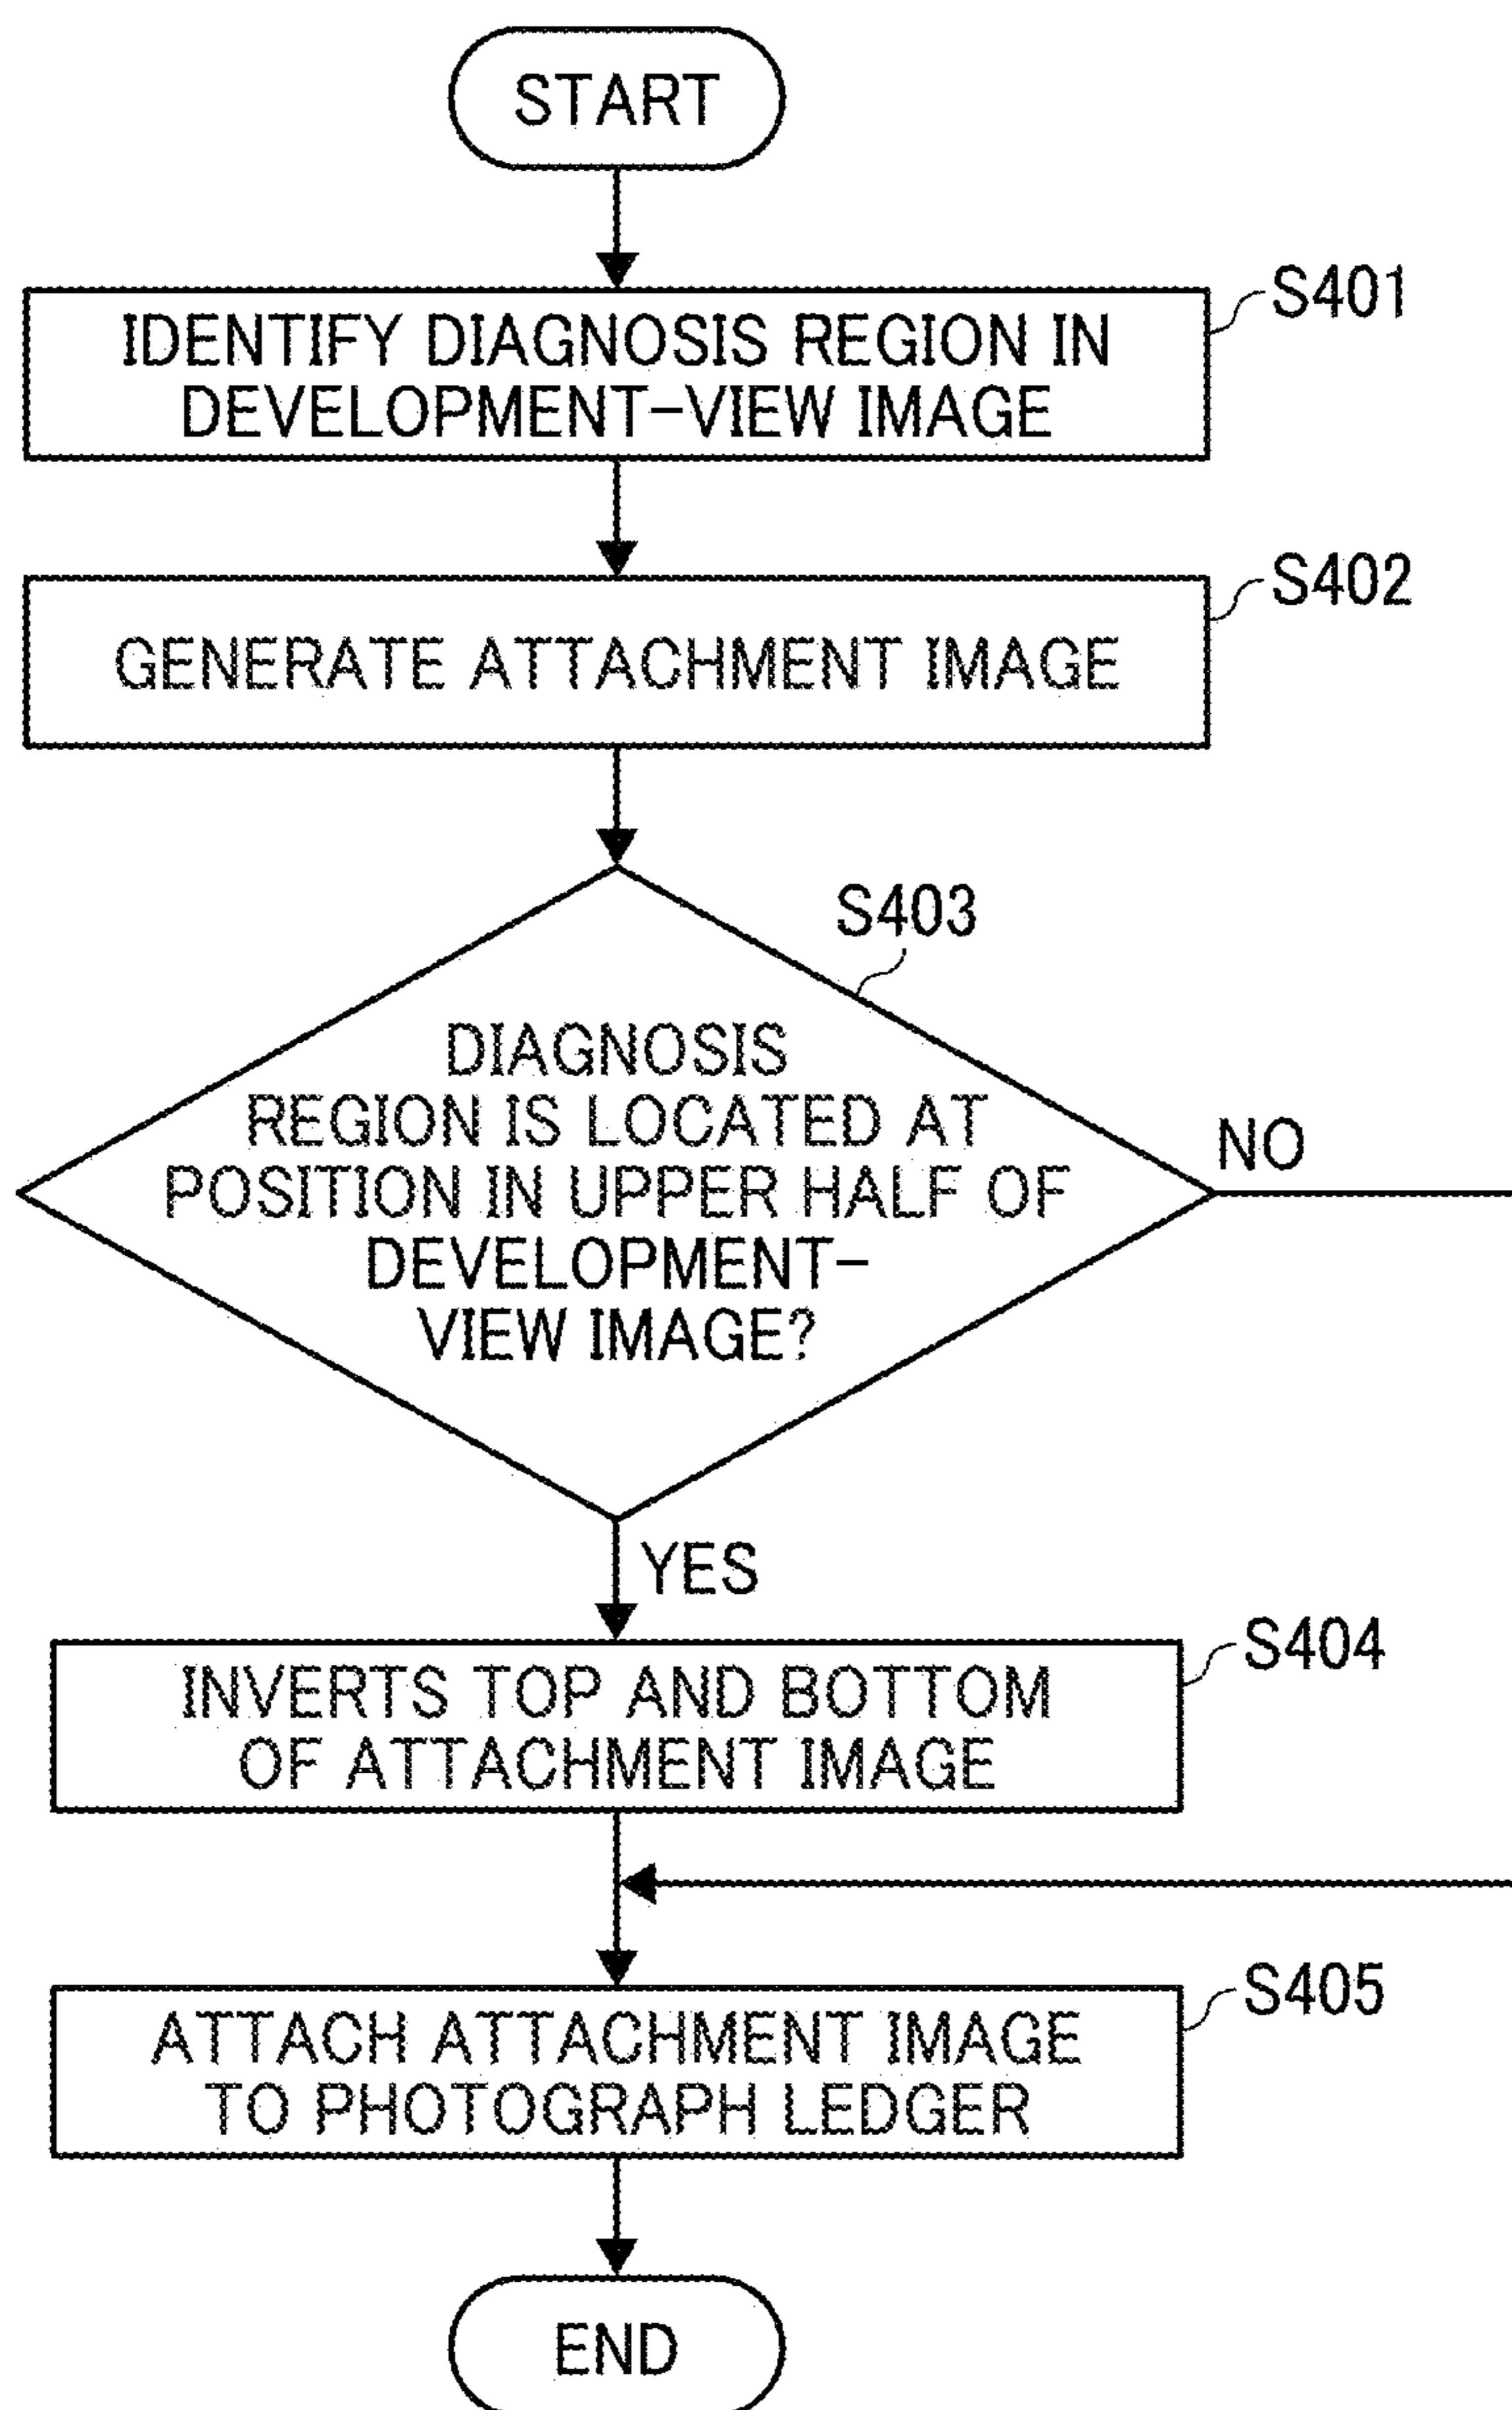 START
S401
IDENTIFY DIAGNOSIS REGION IN
DEVELOPMENT-VIEW IMAGE
S402
GENERATE ATTACHMENT IMAGE
S403
DIAGNOSIS
REGION IS LOCATED AT
POSITION IN UPPER HALF OF
DEVELOPMENT-
VIEW IMAGE?
NO
YES
S404
INVERTS TOP AND BOTTOM
OF ATTACHMENT IMAGE
S405
ATTACH ATTACHMENT IMAGE
TO PHOTOGRAPH LEDGER
END